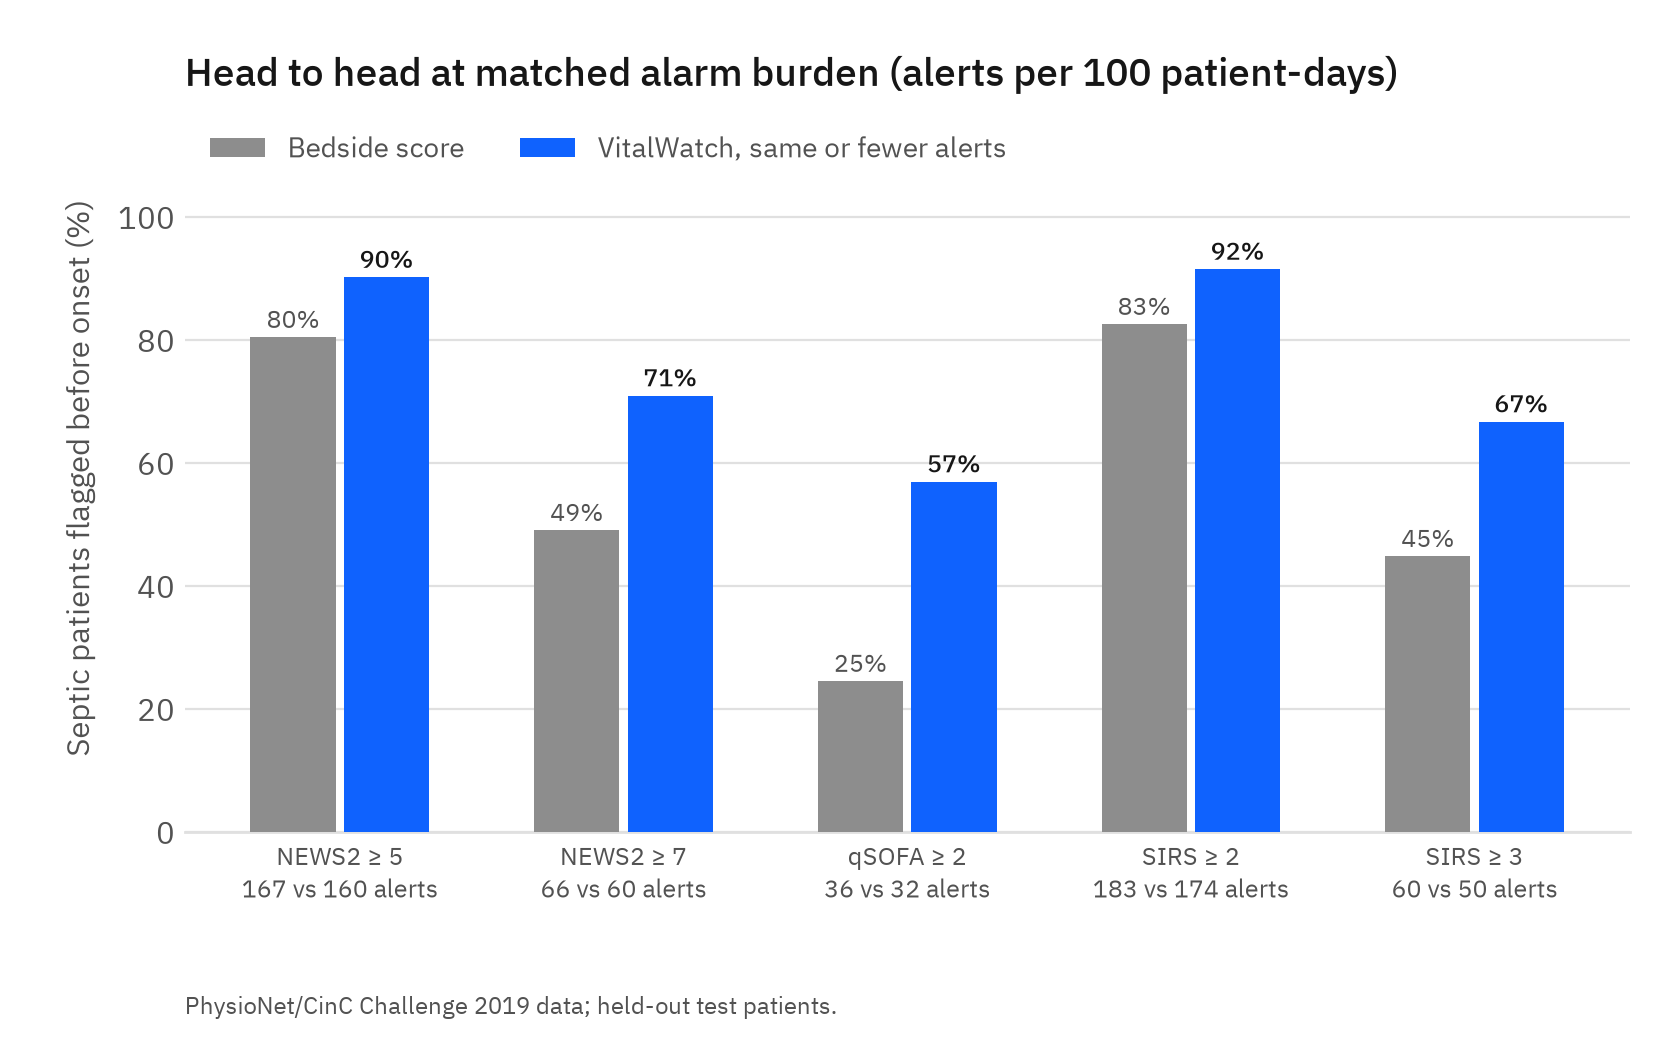 Head to head at matched alarm burden (alerts per 100 patient-days)
Bedside score
VitalWatch, same or fewer alerts
Septic patients flagged before onset (%)
100
80
60
40
20
0
80%
90%
49%
71%
25%
57%
83%
92%
45%
67%
NEWS2 ≥ 5
167 vs 160 alerts
NEWS2 ≥ 7
66 vs 60 alerts
qSOFA ≥ 2
36 vs 32 alerts
SIRS ≥ 2
183 vs 174 alerts
SIRS ≥ 3
60 vs 50 alerts
PhysioNet/CinC Challenge 2019 data; held-out test patients.